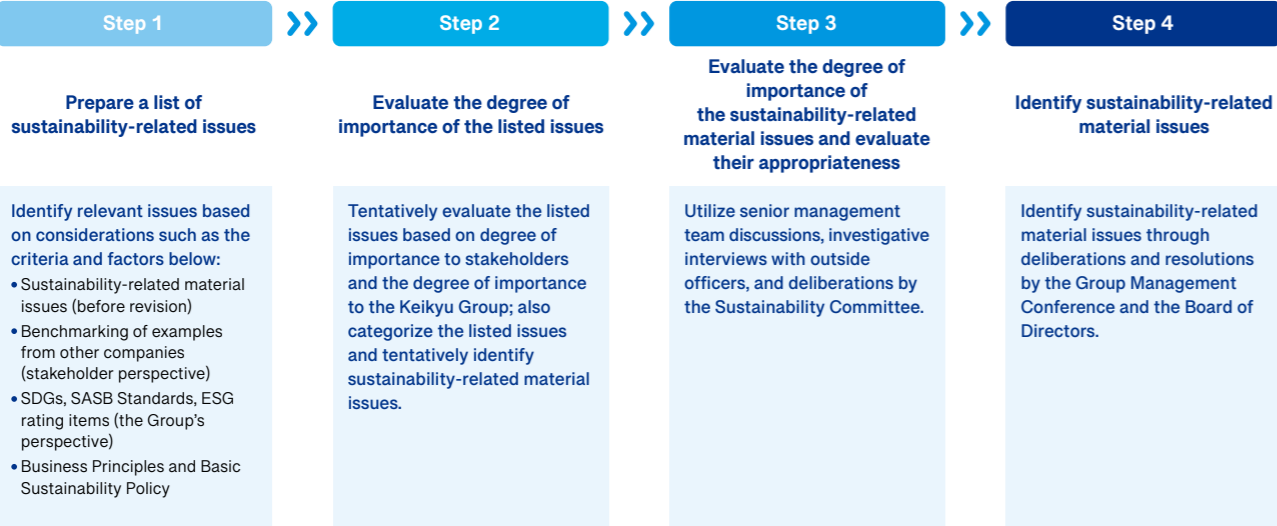 Step 1
Prepare a list of
sustainability-related issues
Identify relevant issues based
on considerations such as the
criteria and factors below:
• Sustainability-related material
issues (before revision)
• Benchmarking of examples
from other companies
(stakeholder perspective)
• SDGs, SASB Standards, ESG
rating items (the Group's
perspective)
• Business Principles and Basic
Sustainability Policy
Step 2
Evaluate the degree of
importance of the listed issues
Tentatively evaluate the listed
issues based on degree of
importance to stakeholders
and the degree of importance
to the Keikyu Group; also
categorize the listed issues
and tentatively identify
sustainability-related material
issues.
Step 3
Evaluate the degree of
importance of
the sustainability-related
material issues and evaluate
their appropriateness
Utilize senior management
team discussions, investigative
interviews with outside
officers, and deliberations by
the Sustainability Committee.
Step 4
Identify sustainability-related
material issues
Identify sustainability-related
material issues through
deliberations and resolutions
by the Group Management
Conference and the Board of
Directors.